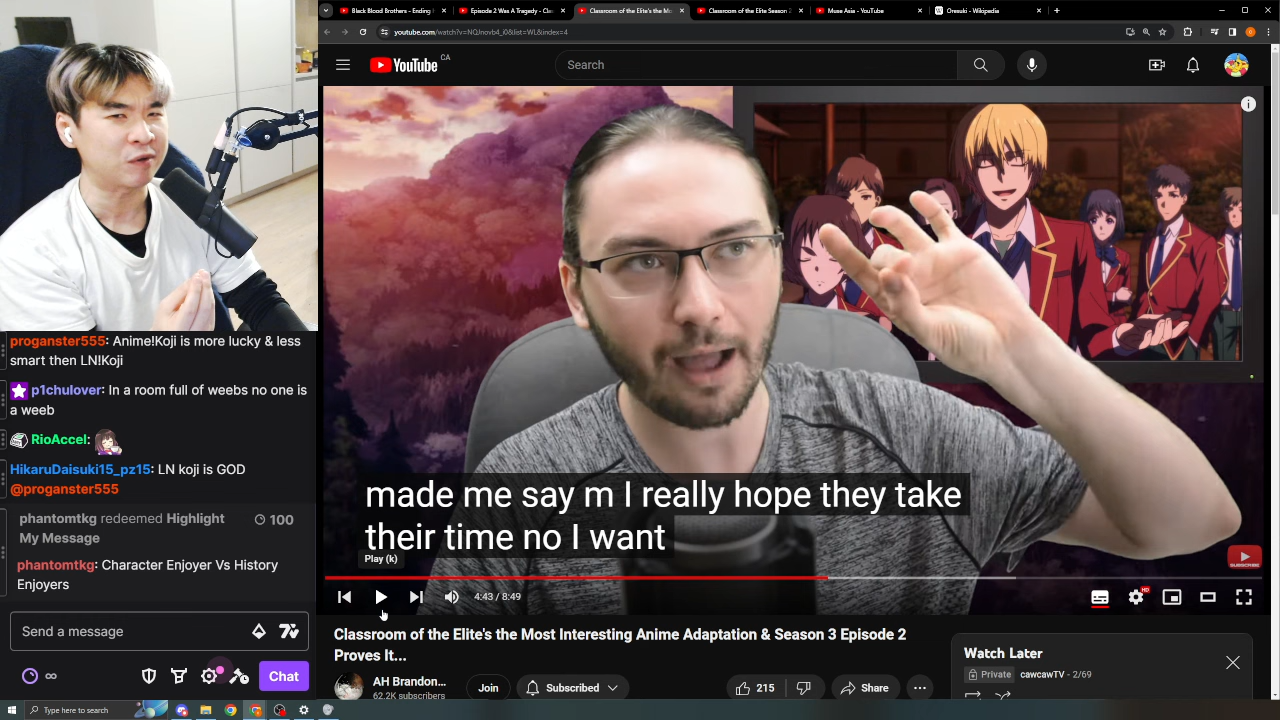 Black Blood Brothers - Ending
Episode 2 Was A Tragedy - Cla
Classroom of the Elite's the Mo
Classroom of the Elite Season
Muse Asia - YouTube
Oresuki - Wikipedia
youtube.com/watch?v=NQJnovb4_i0&list=WL&index=4
YouTube CA
Search
proganster555: Anime!Koji is more lucky & less
smart then LN!Koji
p1chulover: In a room full of weebs no one is
a weeb
RioAccel:
HikaruDaisuki15_pz15: LN koji is GOD
@proganster555
phantomtkg redeemed Highlight
My Message
100
phantomtkg: Character Enjoyer Vs History
Enjoyers
Send a message
Chat
made me say m I really hope they take
their time no I want
Play (k)
SUBSCRIBE
4:43 / 8:49
HD
Classroom of the Elite's the Most Interesting Anime Adaptation & Season 3 Episode 2
Proves It...
AH Brandon...
62.2K subscribers
Join
Subscribed
215
Share
Watch Later
Private
cawcawTV - 2/69
Type here to search